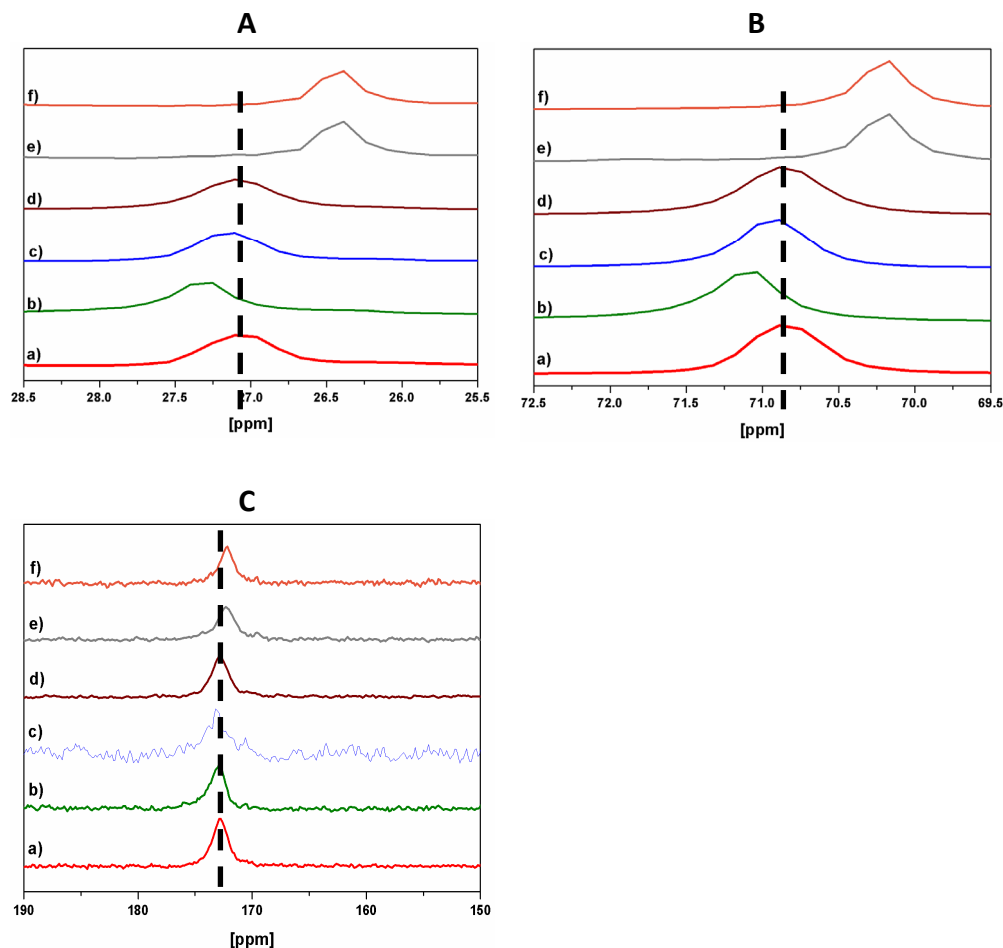 A
f)
e)
d)
c)
b)
a)
28.5 28.0 27.5 27.0 26.5 26.0 25.5
[ppm]
B
f)
e)
d)
c)
b)
a)
72.5 72.0 71.5 71.0 70.5 70.0 69.5
[ppm]
C
f)
e)
d)
c)
b)
a)
190 180 170 160 150
[ppm]